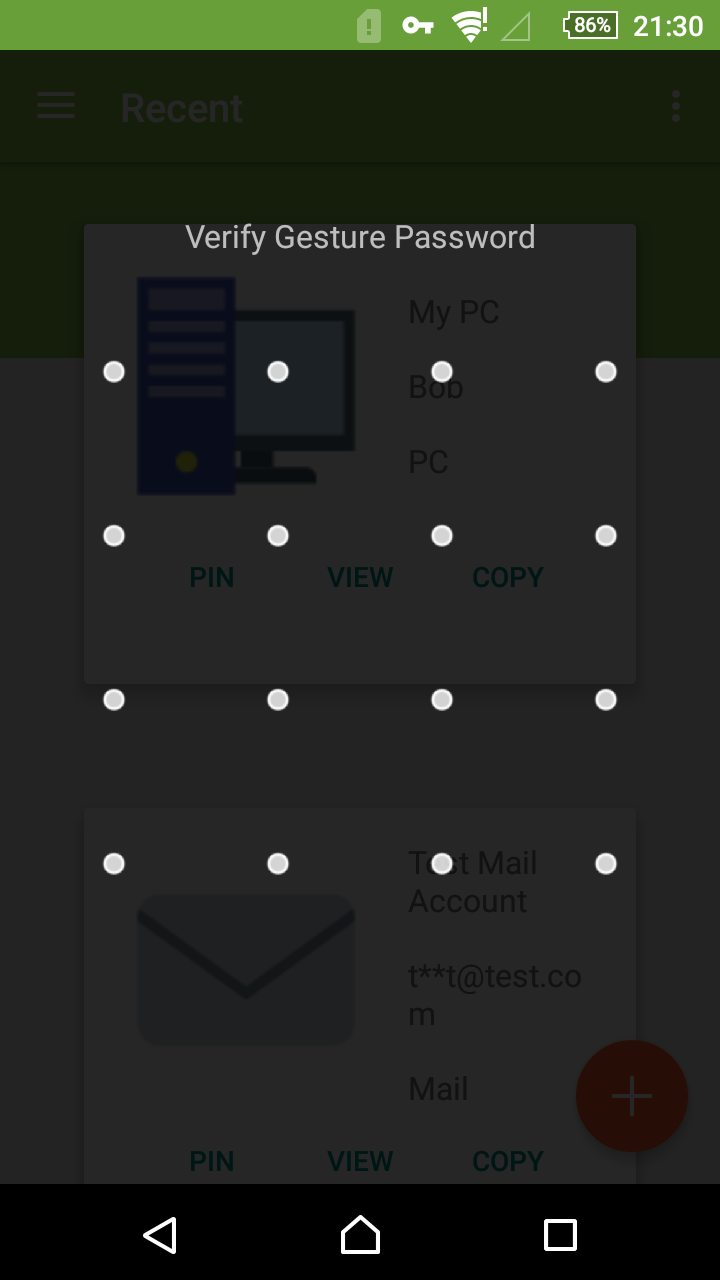 86% 21:30
Recent
Verify Gesture Password
My PC
Bob
PC
PIN VIEW COPY
Test Mail
Account
t**t@test.co
m
Mail
PIN VIEW COPY